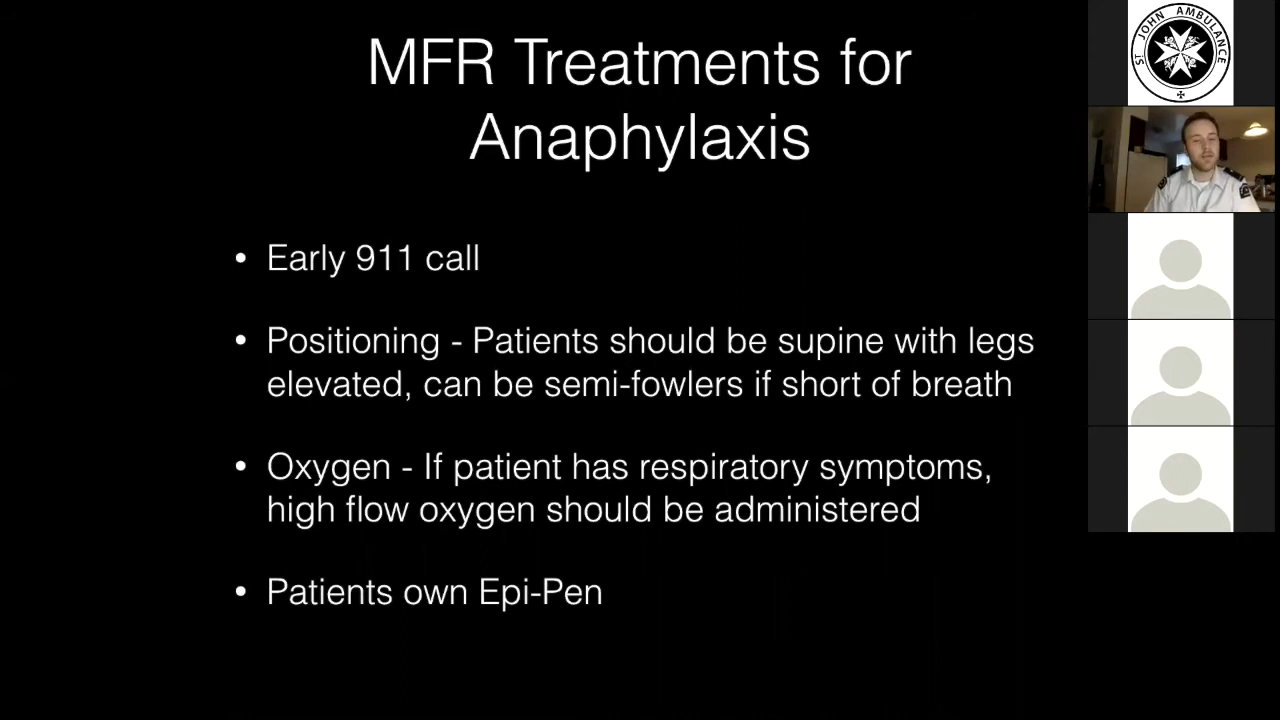 MFR Treatments for
Anaphylaxis
• Early 911 call
• Positioning - Patients should be supine with legs
elevated, can be semi-fowlers if short of breath
• Oxygen - If patient has respiratory symptoms,
high flow oxygen should be administered
• Patients own Epi-Pen
ST JOHN AMBULANCE